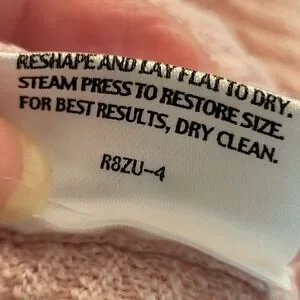 RESHAPE AND LAY FLAT TO DRY.
STEAM PRESS TO RESTORE SIZE.
FOR BEST RESULTS, DRY CLEAN.
R8ZU-4